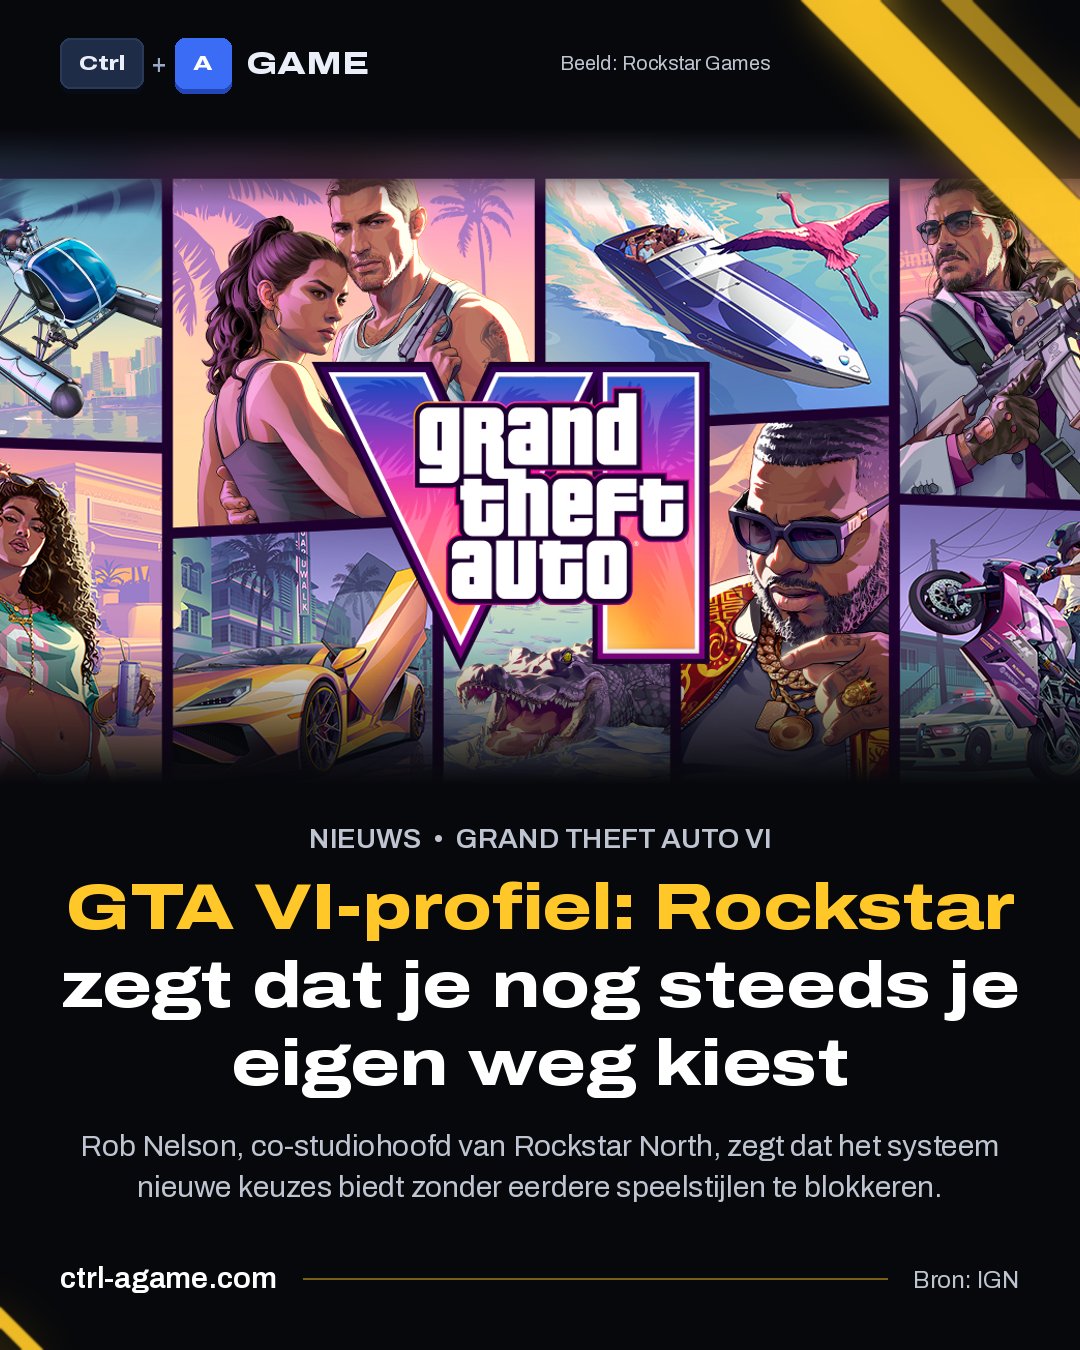 Ctrl + A GAME
Beeld: Rockstar Games
grand
theft
auto
VI
NIEUWS • GRAND THEFT AUTO VI
GTA VI-profiel: Rockstar
zegt dat je nog steeds je
eigen weg kiest
Rob Nelson, co-studiohoofd van Rockstar North, zegt dat het systeem
nieuwe keuzes biedt zonder eerdere speelstijlen te blokkeren.
ctrl-agame.com
Bron: IGN